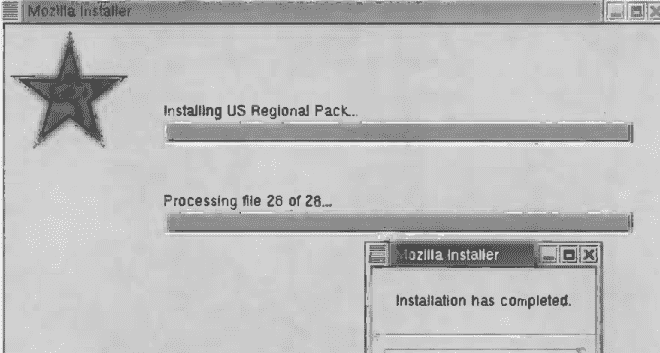 Mozilla Installer
Installing US Regional Pack...
Processing file 28 of 28...
Mozilla Installer
Installation has completed.